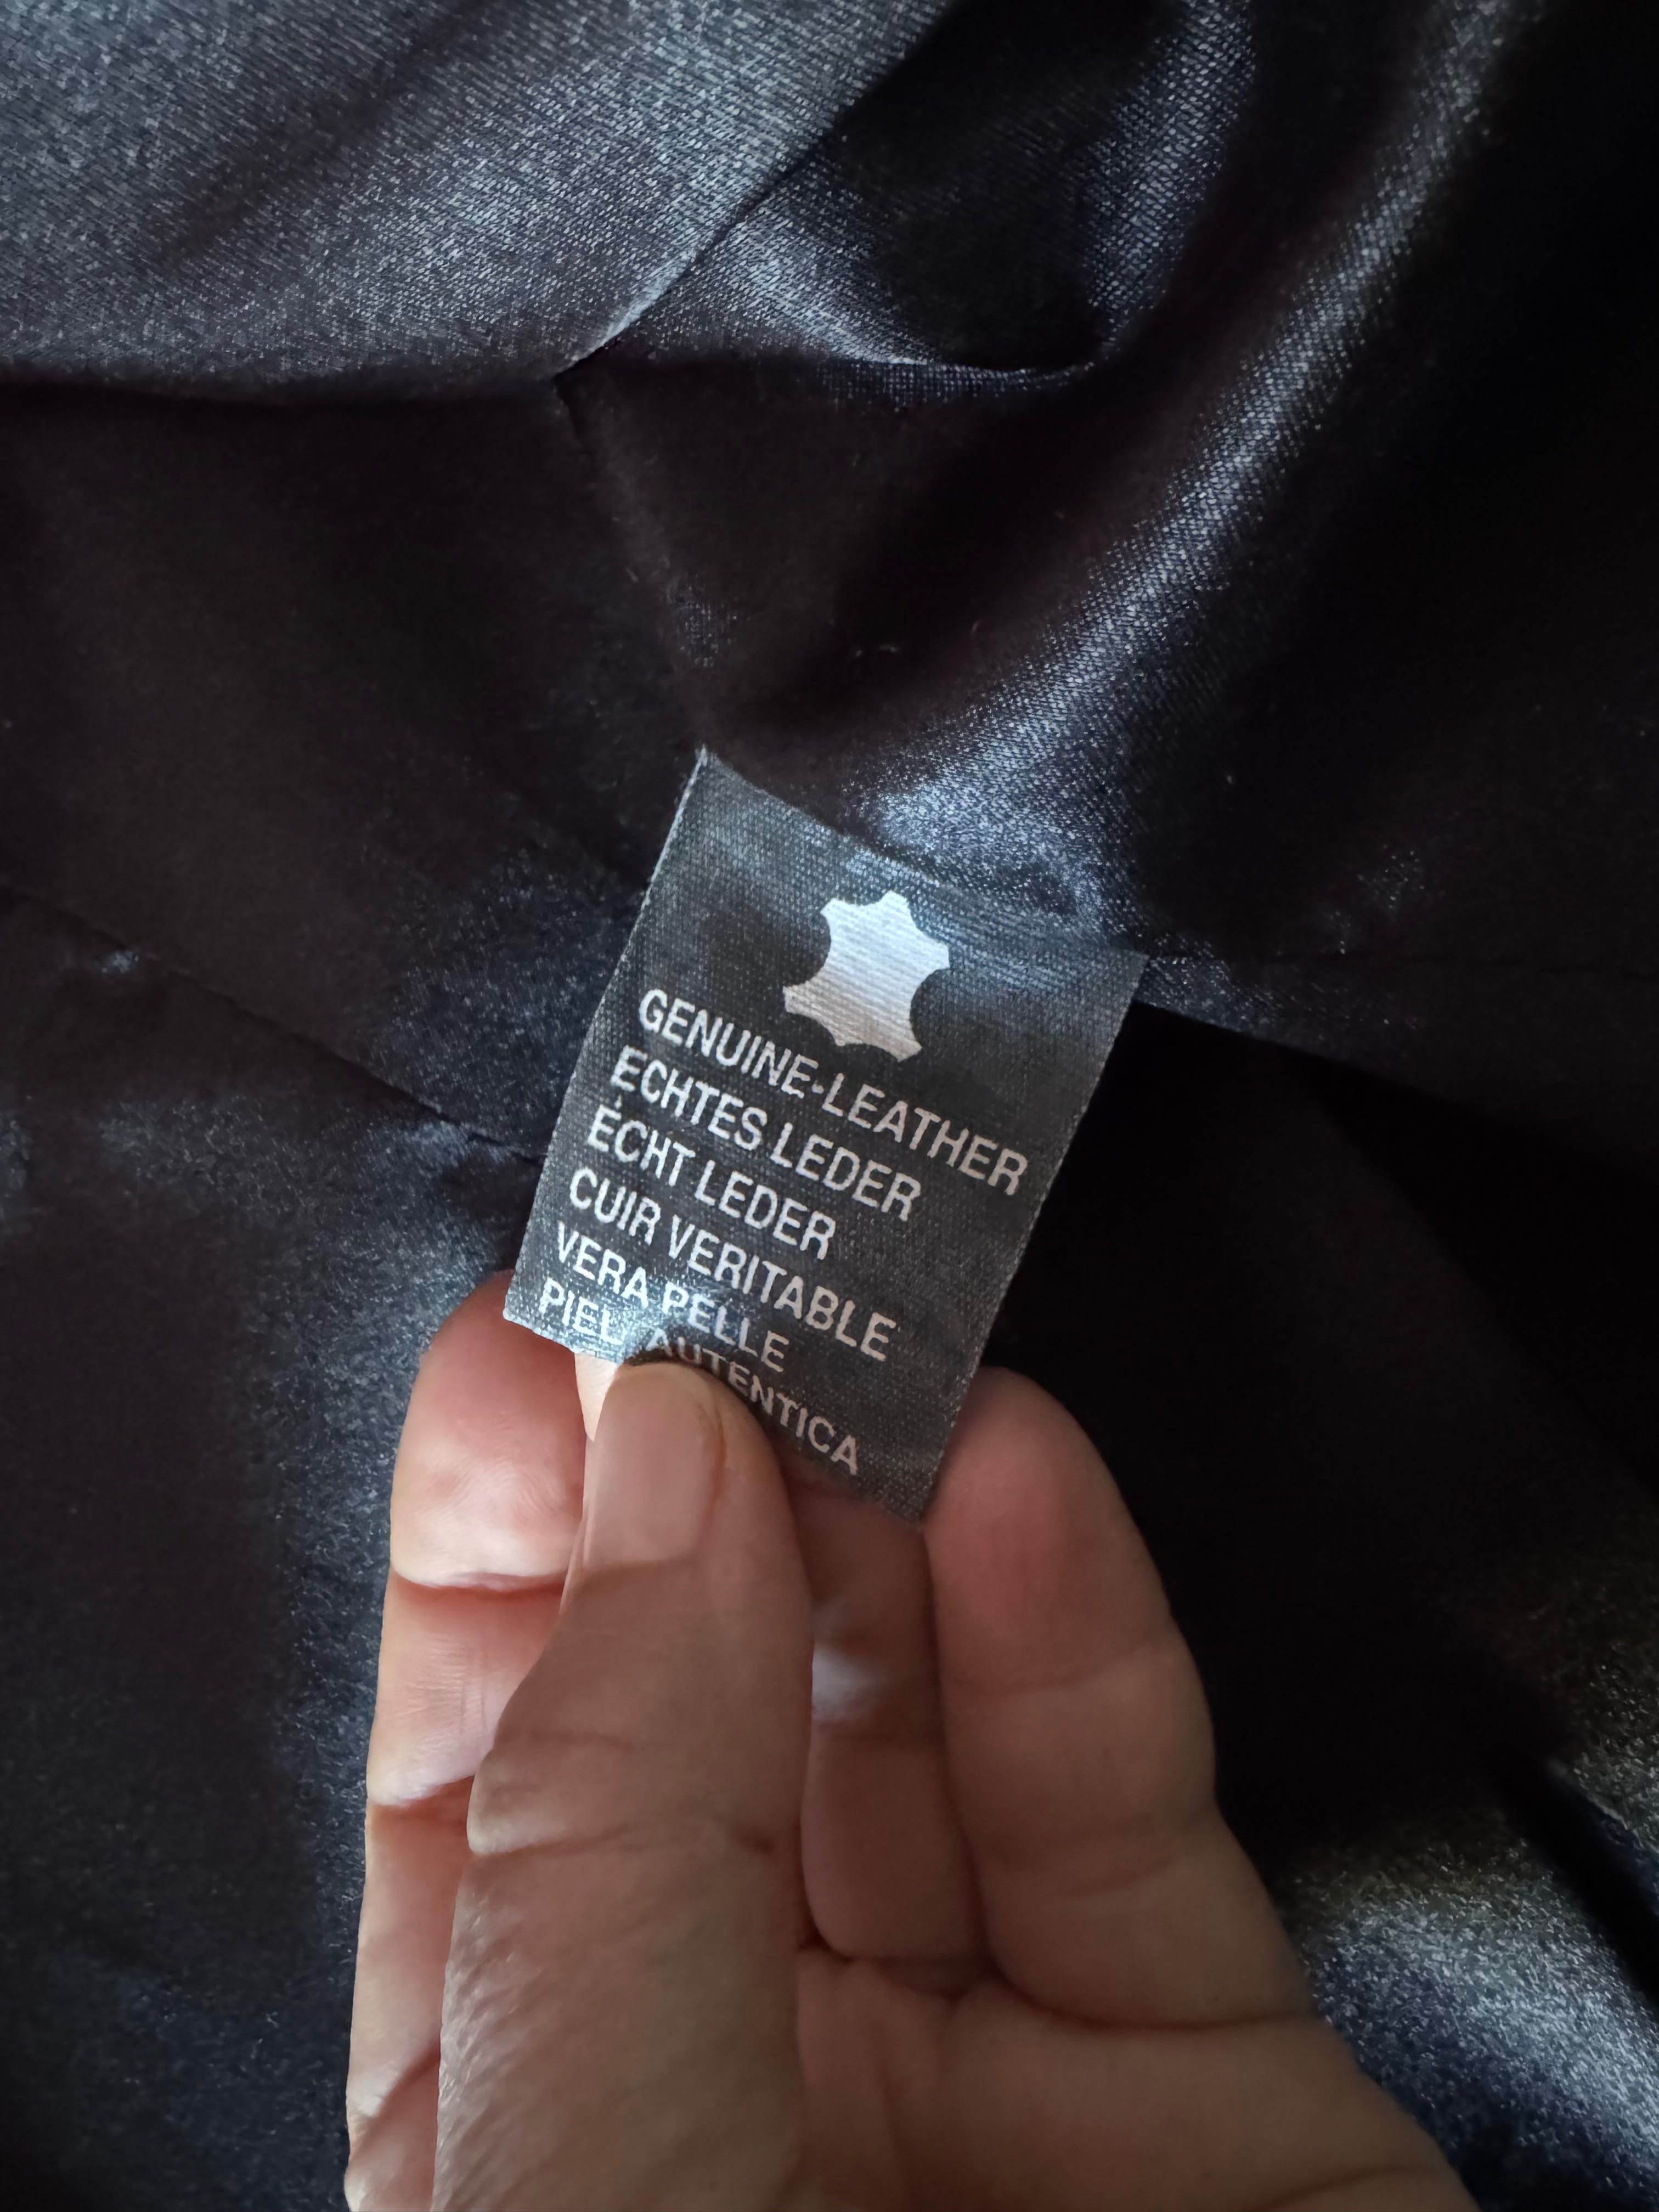 GENUINE-LEATHER
ECHTES LEDER
ÉCHT LEDER
CUIR VERITABLE
VERA PELLE
PIEL AUTENTICA